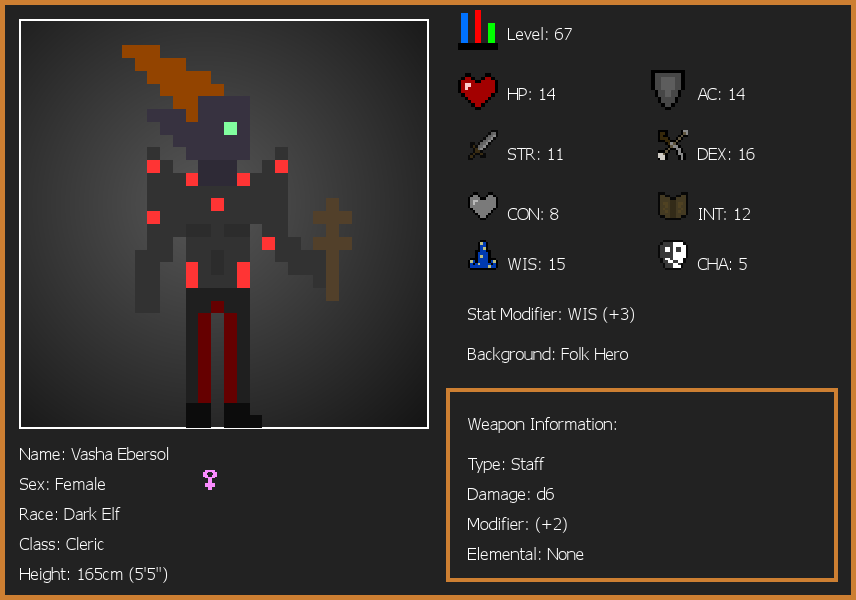 Level: 67
HP: 14
AC: 14
STR: 11
DEX: 16
CON: 8
INT: 12
WIS: 15
CHA: 5
Stat Modifier: WIS (+3)
Background: Folk Hero
Weapon Information:
Type: Staff
Damage: d6
Modifier: (+2)
Elemental: None
Name: Vasha Ebersol
Sex: Female
Race: Dark Elf
Class: Cleric
Height: 165cm (5'5")